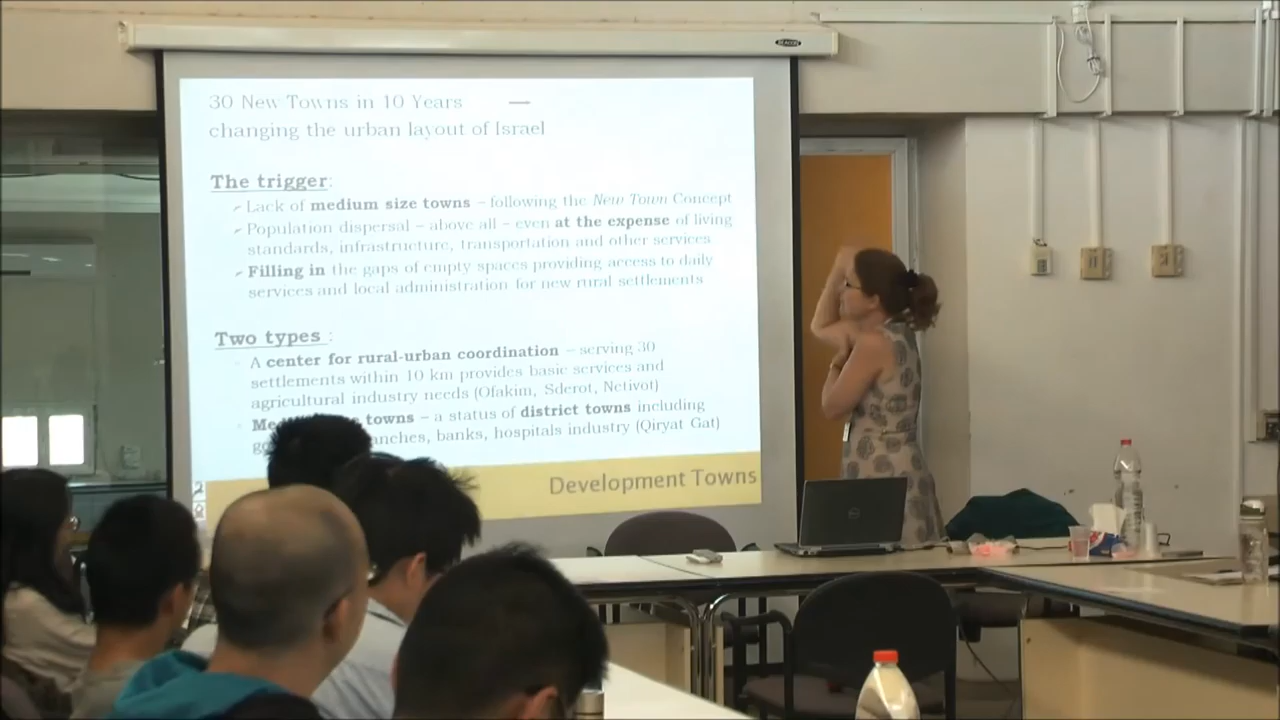 BEACON
30 New Towns in 10 Years —
changing the urban layout of Israel
The trigger:
Lack of medium size towns – following the New Town Concept
Population dispersal – above all – even at the expense of living
standards, infrastructure, transportation and other services
Filling in the gaps of empty spaces providing access to daily
services and local administration for new rural settlements
Two types :
A center for rural-urban coordination – serving 30
settlements within 10 km provides basic services and
agricultural industry needs (Ofakim, Sderot, Netivot)
towns – a status of district towns including
banks, hospitals industry (Qiryat Gat)
Development Towns
DELL